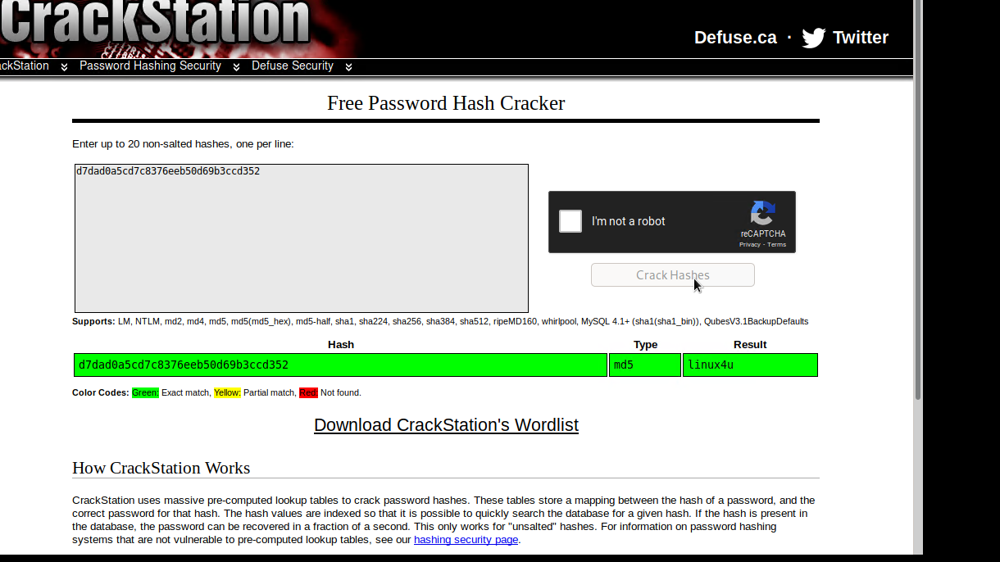 CrackStation
Defuse.ca · Twitter
ckStation Password Hashing Security Defuse Security
Free Password Hash Cracker
Enter up to 20 non-salted hashes, one per line:
d7dad0a5cd7c8376eeb50d69b3ccd352
I'm not a robot
reCAPTCHA
Privacy - Terms
Crack Hashes
Supports: LM, NTLM, md2, md4, md5, md5(md5_hex), md5-half, sha1, sha224, sha256, sha384, sha512, ripeMD160, whirlpool, MySQL 4.1+ (sha1(sha1_bin)), QubesV3.1BackupDefaults
Hash Type Result
d7dad0a5cd7c8376eeb50d69b3ccd352 md5 linux4u
Color Codes: Green: Exact match, Yellow: Partial match, Red: Not found.
Download CrackStation's Wordlist
How CrackStation Works
CrackStation uses massive pre-computed lookup tables to crack password hashes. These tables store a mapping between the hash of a password, and the
correct password for that hash. The hash values are indexed so that it is possible to quickly search the database for a given hash. If the hash is present in
the database, the password can be recovered in a fraction of a second. This only works for "unsalted" hashes. For information on password hashing
systems that are not vulnerable to pre-computed lookup tables, see our hashing security page.